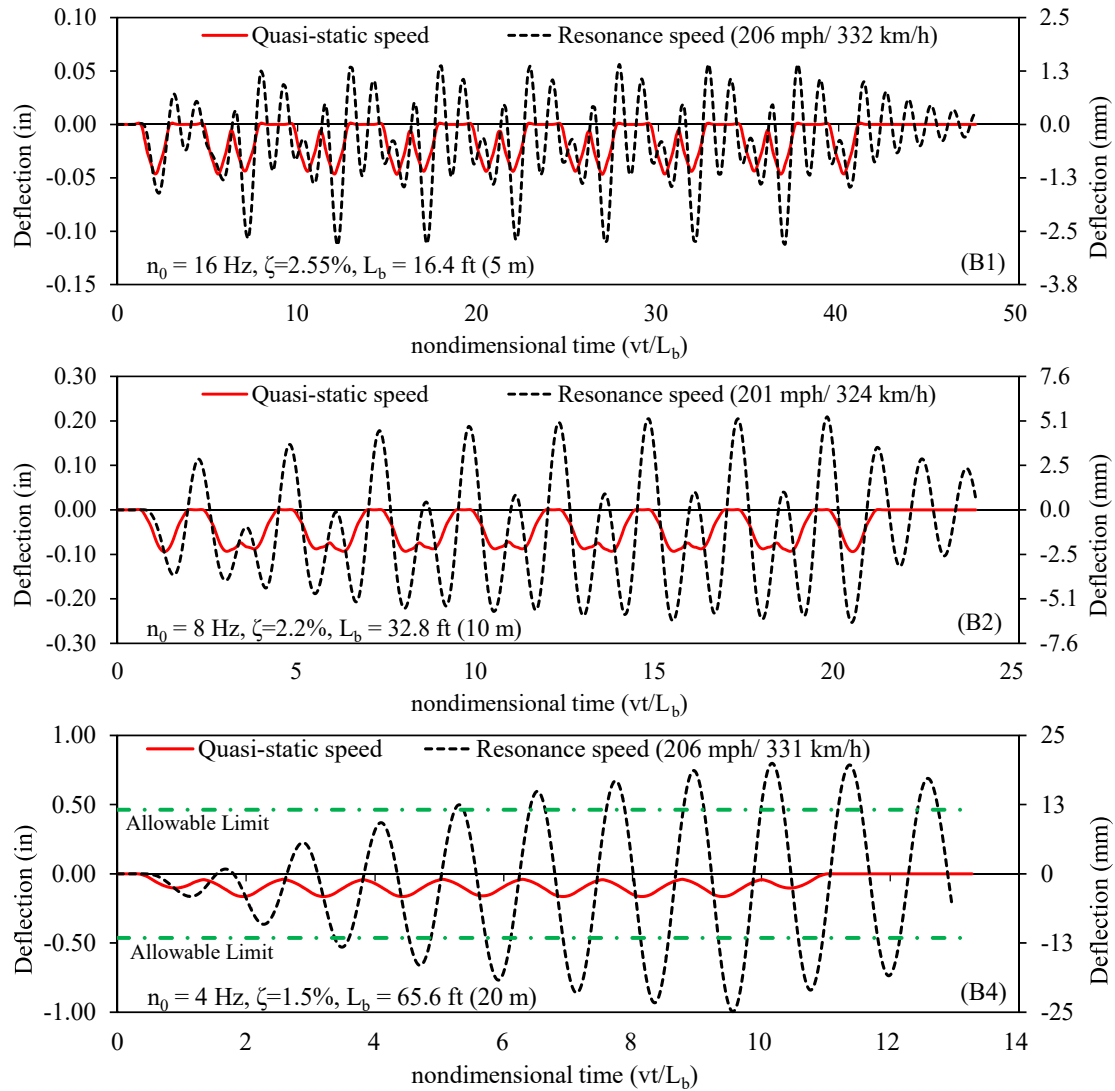 Quasi-static speed
Resonance speed (206 mph/ 332 km/h)
Deflection (in)
0.10
0.05
0.00
-0.05
-0.10
-0.15
Deflection (mm)
2.5
1.3
0.0
-1.3
-2.5
-3.8
n0 = 16 Hz, ζ=2.55%, Lb = 16.4 ft (5 m)
(B1)
0 10 20 30 40 50
nondimensional time (vt/Lb)
Quasi-static speed
Resonance speed (201 mph/ 324 km/h)
Deflection (in)
0.30
0.20
0.10
0.00
-0.10
-0.20
-0.30
Deflection (mm)
7.6
5.1
2.5
0.0
-2.5
-5.1
-7.6
n0 = 8 Hz, ζ=2.2%, Lb = 32.8 ft (10 m)
(B2)
0 5 10 15 20 25
nondimensional time (vt/Lb)
Quasi-static speed
Resonance speed (206 mph/ 331 km/h)
Deflection (in)
1.00
0.50
0.00
-0.50
-1.00
Deflection (mm)
25
13
0
-13
-25
Allowable Limit
Allowable Limit
n0 = 4 Hz, ζ=1.5%, Lb = 65.6 ft (20 m)
(B4)
0 2 4 6 8 10 12 14
nondimensional time (vt/Lb)